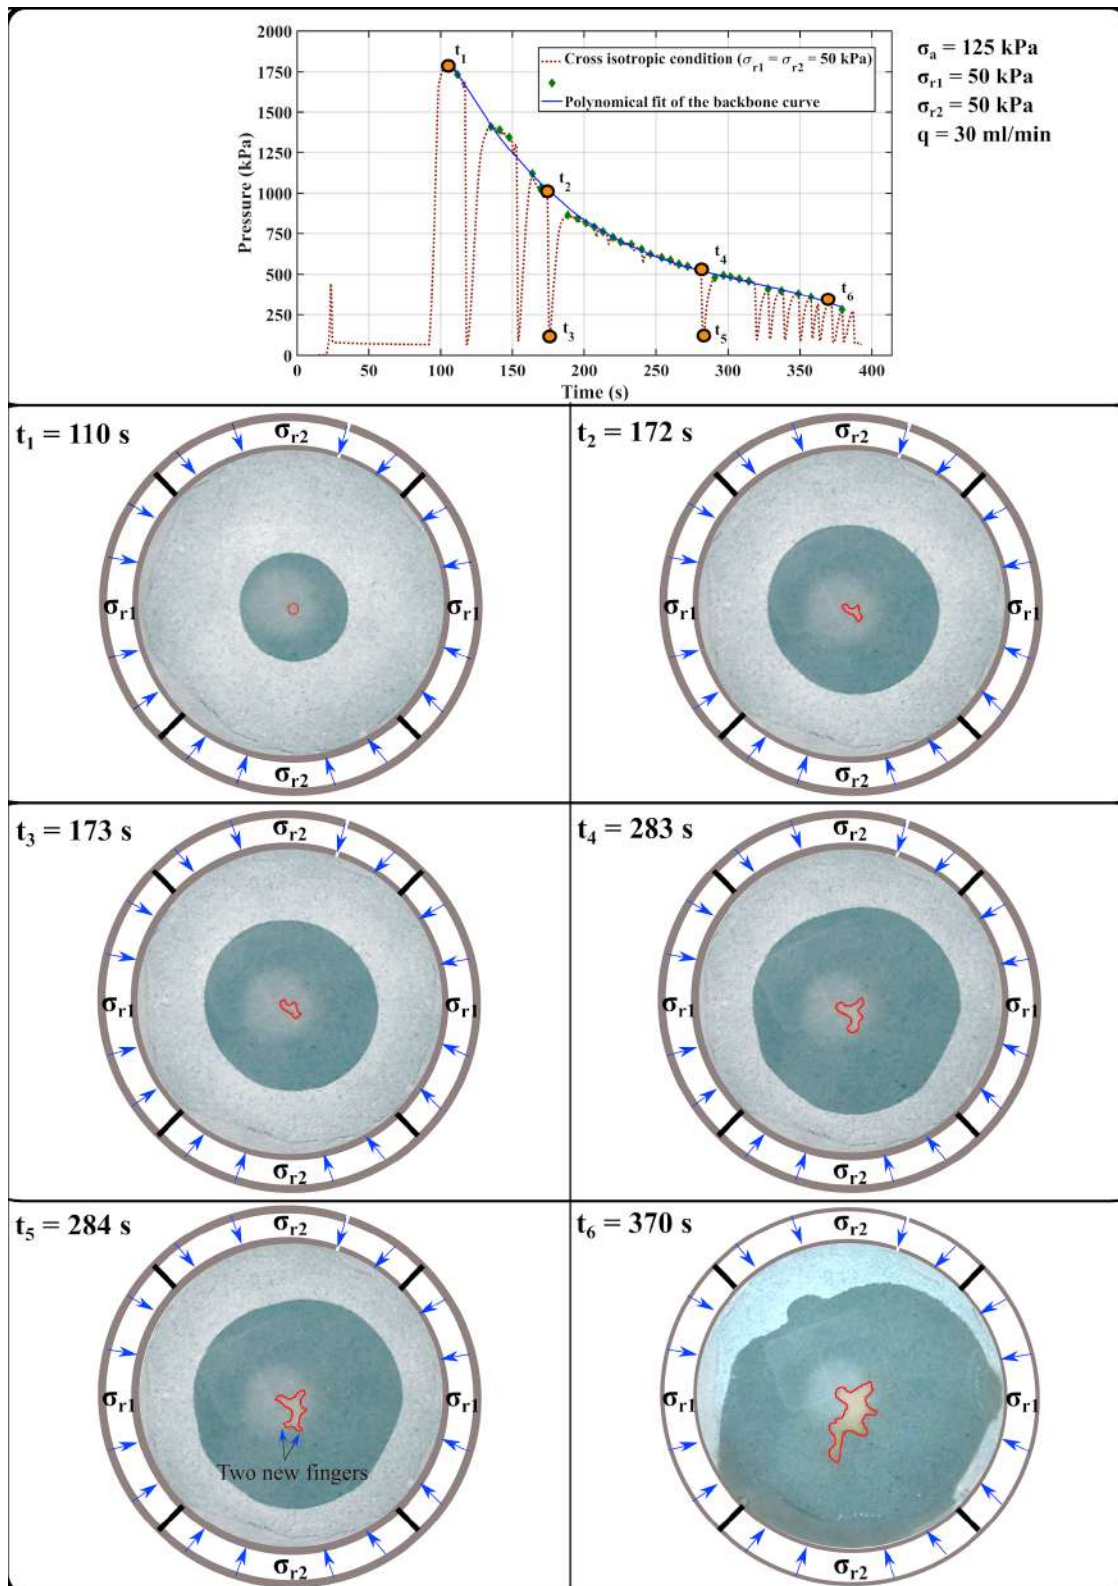 2000
1750
1500
1250
1000
750
500
250
0
Pressure (kPa)
0
50
100
150
200
250
300
350
400
Time (s)
t1
t2
t3
t4
t5
t6
Cross isotropic condition (σr1 = σr2 = 50 kPa)
Polynomical fit of the backbone curve
σa = 125 kPa
σr1 = 50 kPa
σr2 = 50 kPa
q = 30 ml/min
t1 = 110 s
σr2
σr1
σr1
σr2
t2 = 172 s
σr2
σr1
σr1
σr2
t3 = 173 s
σr2
σr1
σr1
σr2
t4 = 283 s
σr2
σr1
σr1
σr2
t5 = 284 s
σr2
σr1
σr1
Two new fingers
σr2
t6 = 370 s
σr2
σr1
σr1
σr2